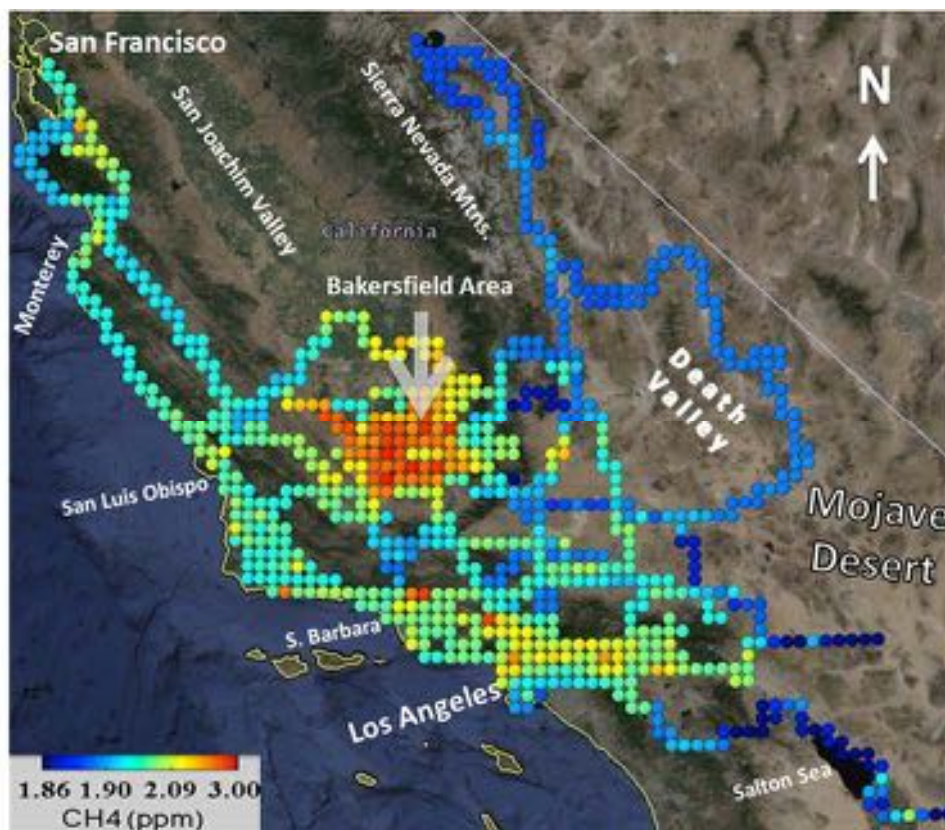 San Francisco
N
San Joachim Valley
Sierra Nevada Mtns.
California
Monterey
Bakersfield Area
Death
Valley
San Luis Obispo
Mojave
Desert
S. Barbara
Los Angeles
Salton Sea
1.86 1.90 2.09 3.00
CH4 (ppm)